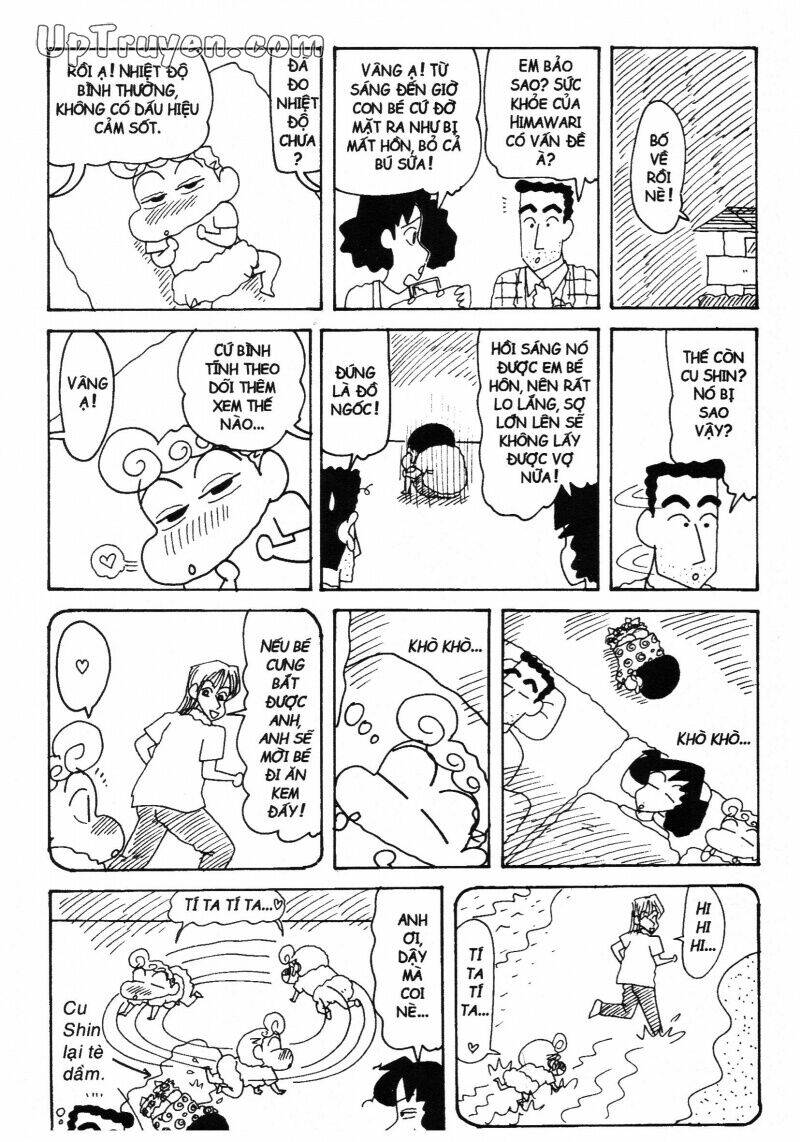 UpTruyen.com
BỐ
VỀ
RỒI
NÈ!
EM BẢO
SAO? SỨC
KHỎE CỦA
HIMAWARI
CÓ VẤN ĐỀ
À?
VÂNG Ạ! TỪ
SÁNG ĐẾN GIỜ
CON BÉ CỨ ĐỜ
MẶT RA NHƯ BỊ
MẤT HỒN, BỎ CẢ
BÚ SỮA!
ĐÃ
ĐO
NHIỆT
ĐỘ
CHƯA?
RỒI Ạ! NHIỆT ĐỘ
BÌNH THƯỜNG,
KHÔNG CÓ DẤU HIỆU
CẢM SỐT.
THẾ CÒN
CU SHIN?
NÓ BỊ
SAO
VẬY?
HỒI SÁNG NÓ
ĐƯỢC EM BÉ
HÔN, NÊN RẤT
LO LẮNG, SỢ
LỚN LÊN SẼ
KHÔNG LẤY
ĐƯỢC VỢ
NỮA!
ĐÚNG
LÀ ĐỒ
NGỐC!
CỨ BÌNH
TĨNH THEO
DÕI THÊM
XEM THẾ
NÀO...
VÂNG
Ạ!
KHÒ KHÒ...
KHÒ KHÒ...
NẾU BÉ
CƯNG
BẮT
ĐƯỢC
ANH,
ANH SẼ
MỜI BÉ
ĐI ĂN
KEM
ĐẤY!
HI
HI
HI...
TÍ
TA
TÍ
TA...
ANH
ƠI,
DẬY
MÀ
COI
NÈ...
TÍ TA TÍ TA...
Cu
Shin
lại tè
dầm.